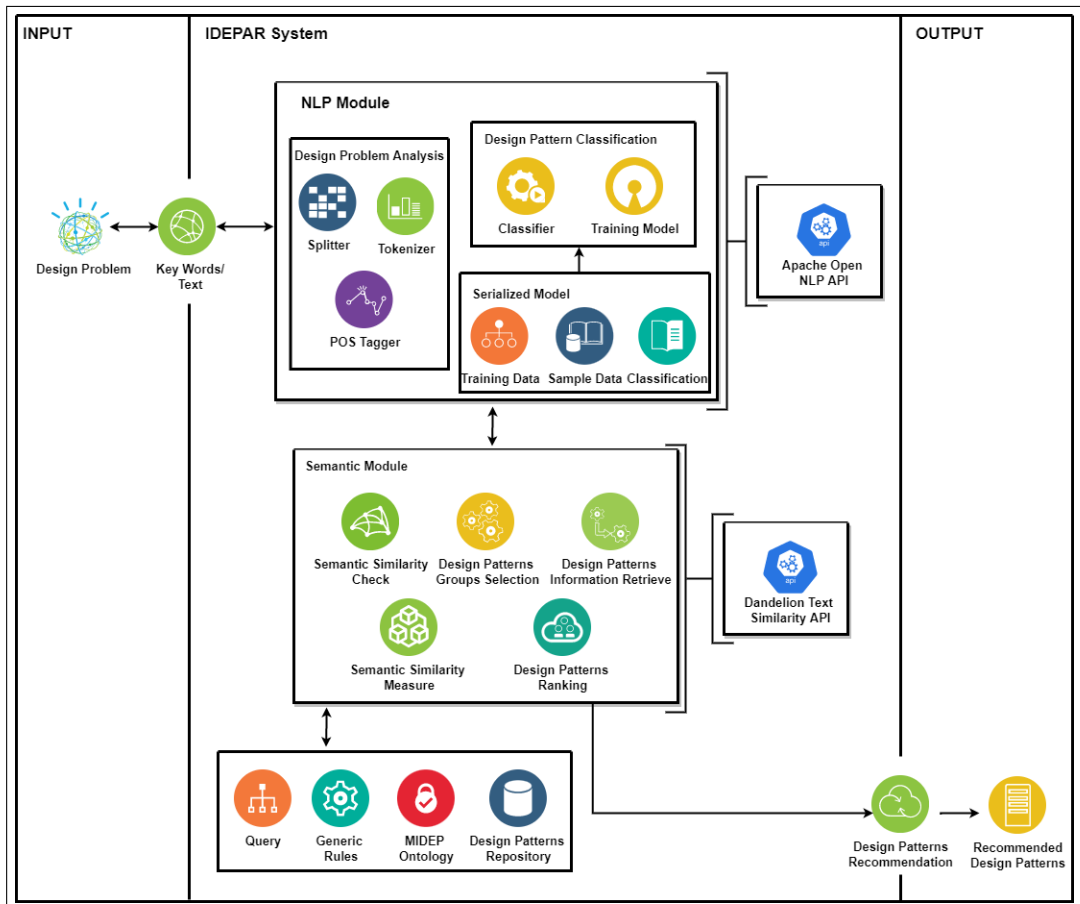 INPUT
IDEPAR System
OUTPUT
NLP Module
Design Problem Analysis
Splitter
Tokenizer
POS Tagger
Design Pattern Classification
Classifier
Training Model
Serialized Model
Training Data
Sample Data
Classification
api
Apache Open
NLP API
Design Problem
Key Words/
Text
Semantic Module
Semantic Similarity
Check
Design Patterns
Groups Selection
Design Patterns
Information Retrieve
Semantic Similarity
Measure
Design Patterns
Ranking
api
Dandelion Text
Similarity API
Query
Generic
Rules
MIDEP
Ontology
Design Patterns
Repository
Design Patterns
Recommendation
Recommended
Design Patterns